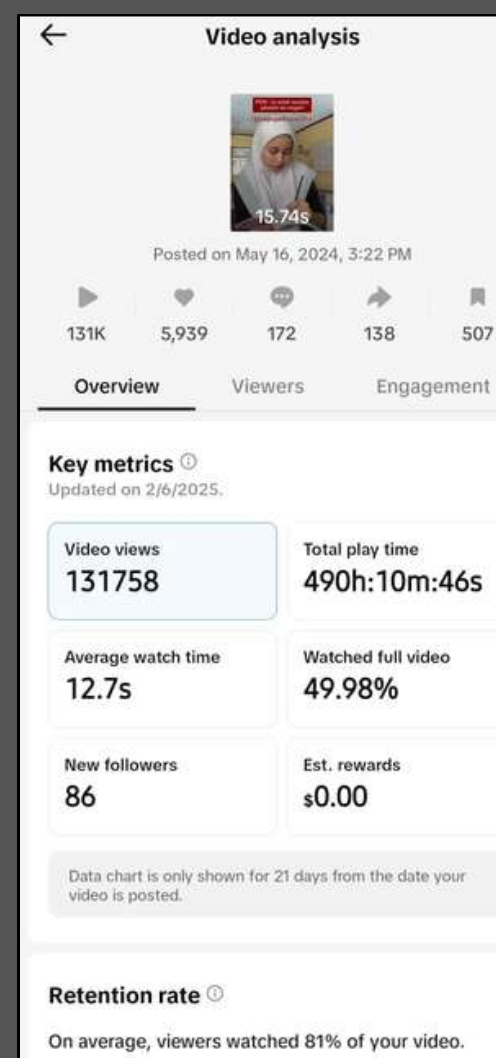 Video analysis
15.74s
Posted on May 16, 2024, 3:22 PM
131K 5,939 172 138 507
Overview Viewers Engagement
Key metrics
Updated on 2/6/2025.
Video views Total play time
131758 490h:10m:46s
Average watch time Watched full video
12.7s 49.98%
New followers Est. rewards
86 $0.00
Data chart is only shown for 21 days from the date your
video is posted.
Retention rate
On average, viewers watched 81% of your video.